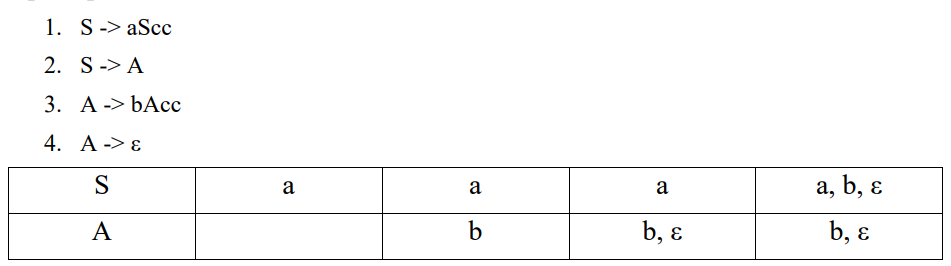 1. S -> aScc
2. S -> A
3. A -> bAcc
4. A -> ε
S a a a a, b, ε
A b b, ε b, ε